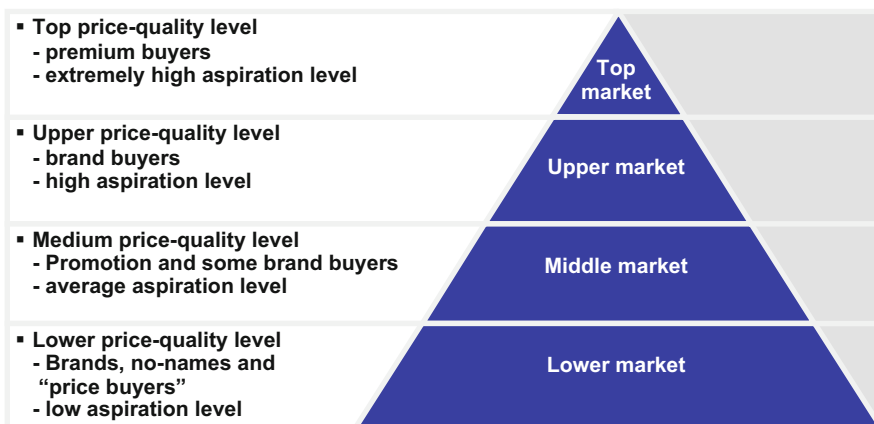 ▪ Top price-quality level
- premium buyers
- extremely high aspiration level
Top
market
▪ Upper price-quality level
- brand buyers
- high aspiration level
Upper market
▪ Medium price-quality level
- Promotion and some brand buyers
- average aspiration level
Middle market
▪ Lower price-quality level
- Brands, no-names and
“price buyers”
- low aspiration level
Lower market